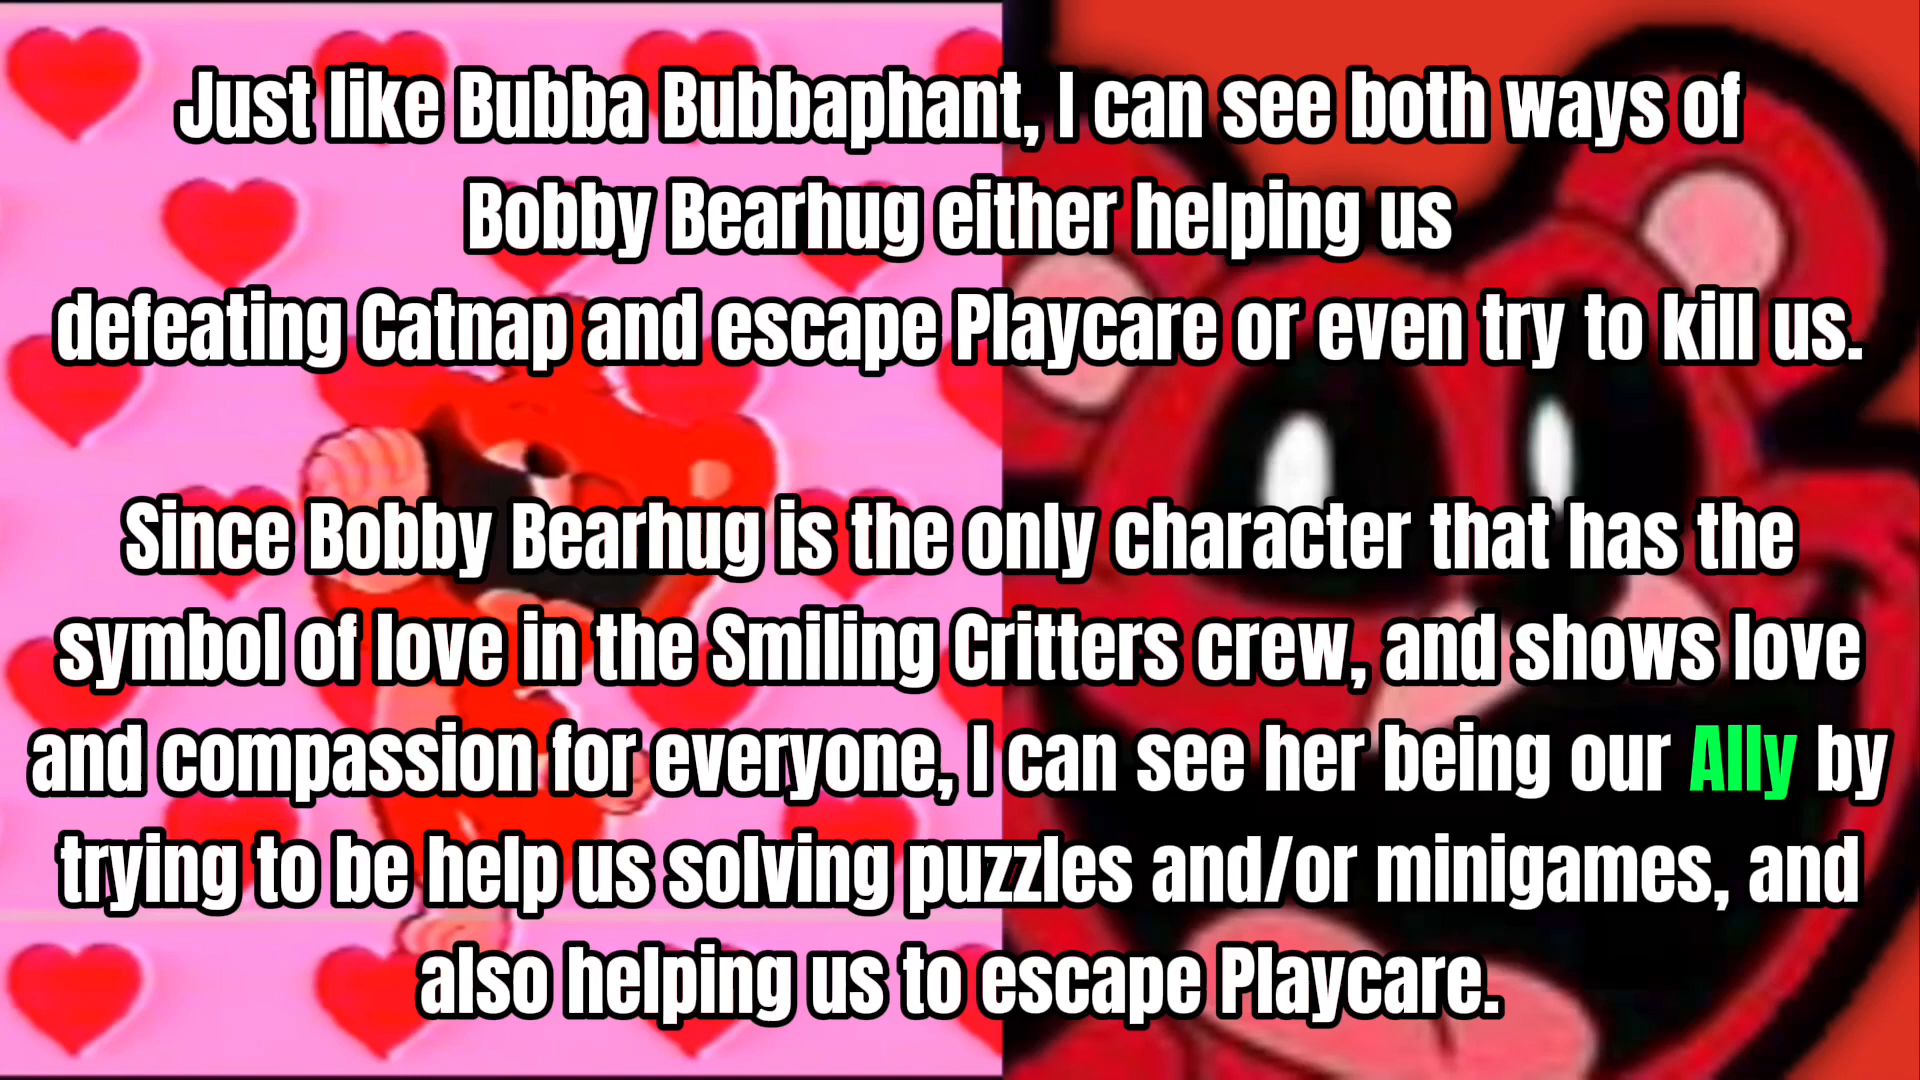 Just like Bubba Bubbaphant, I can see both ways of
Bobby Bearhug either helping us
defeating Catnap and escape Playcare or even try to kill us.
Since Bobby Bearhug is the only character that has the
symbol of love in the Smiling Critters crew, and shows love
and compassion for everyone, I can see her being our Ally by
trying to be help us solving puzzles and/or minigames, and
also helping us to escape Playcare.